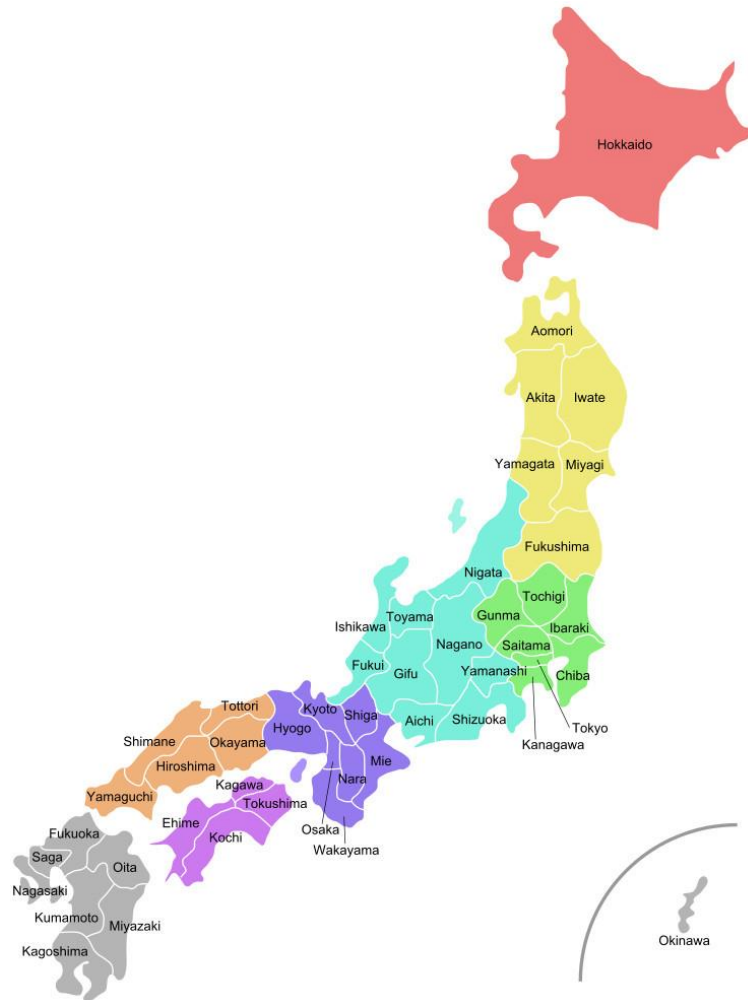 Hokkaido
Aomori
Akita
Iwate
Yamagata
Miyagi
Fukushima
Nigata
Tochigi
Gunma
Ibaraki
Toyama
Ishikawa
Nagano
Saitama
Fukui
Gifu
Yamanashi
Chiba
Kyoto
Shiga
Aichi
Shizuoka
Tokyo
Tottori
Hyogo
Kanagawa
Shimane
Okayama
Mie
Hiroshima
Nara
Kagawa
Yamaguchi
Tokushima
Ehime
Osaka
Fukuoka
Kochi
Wakayama
Saga
Oita
Nagasaki
Kumamoto
Miyazaki
Okinawa
Kagoshima